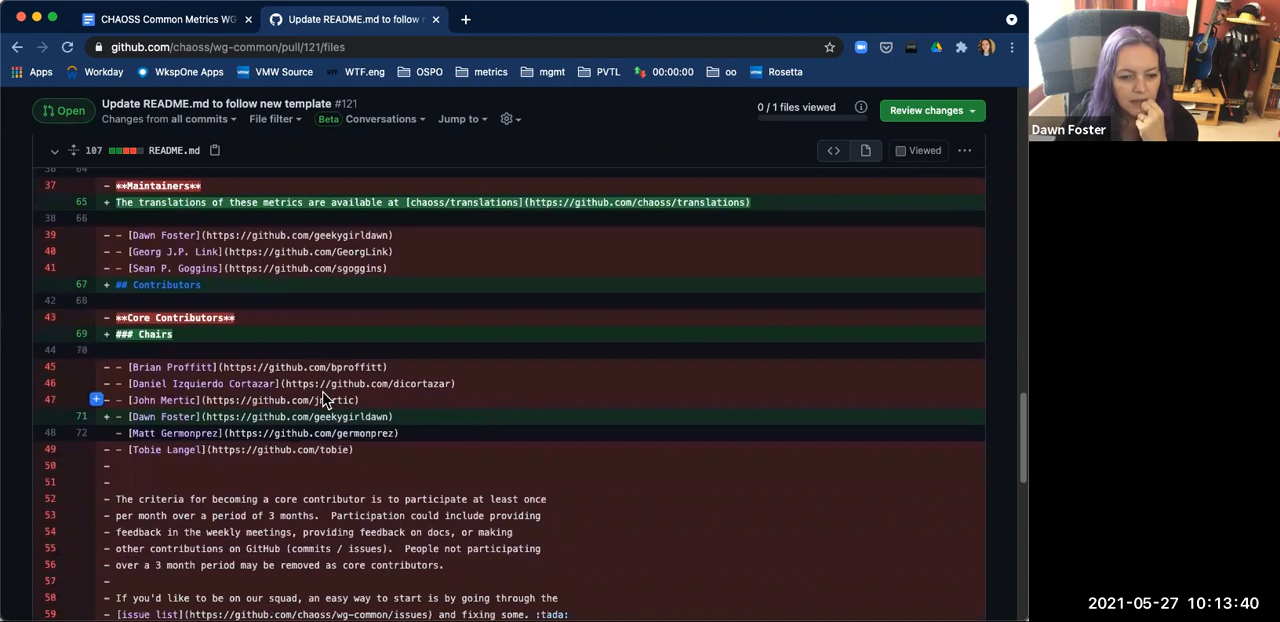 CHAOSS Common Metrics WG
Update README.md to follow
github.com/chaoss/wg-common/pull/121/files
Apps Workday WkspOne Apps VMW Source WTF.eng OSPO metrics mgmt PVTL 00:00:00 oo Rosetta
Open
Update README.md to follow new template #121
Changes from all commits File filter Beta Conversations Jump to
0 / 1 files viewed
Review changes
107 README.md
Viewed
36 64
37 - **Maintainers**
65 + The translations of these metrics are available at [chaoss/translations](https://github.com/chaoss/translations)
38 66
39 - - [Dawn Foster](https://github.com/geekygirldawn)
40 - - [Georg J.P. Link](https://github.com/GeorgLink)
41 - - [Sean P. Goggins](https://github.com/sgoggins)
67 + ## Contributors
42 68
43 - **Core Contributors**
69 + ### Chairs
44 70
45 - - [Brian Proffitt](https://github.com/bproffitt)
46 - - [Daniel Izquierdo Cortazar](https://github.com/dicortazar)
47 - - [John Mertic](https://github.com/jmertic)
71 + - [Dawn Foster](https://github.com/geekygirldawn)
48 72 - [Matt Germonprez](https://github.com/germonprez)
49 - - [Tobie Langel](https://github.com/tobie)
50 -
51 -
52 - The criteria for becoming a core contributor is to participate at least once
53 - per month over a period of 3 months. Participation could include providing
54 - feedback in the weekly meetings, providing feedback on docs, or making
55 - other contributions on GitHub (commits / issues). People not participating
56 - over a 3 month period may be removed as core contributors.
57 -
58 - If you'd like to be on our squad, an easy way to start is by going through the
59 - [issue list](https://github.com/chaoss/wg-common/issues) and fixing some. :tada:
Dawn Foster
2021-05-27 10:13:40